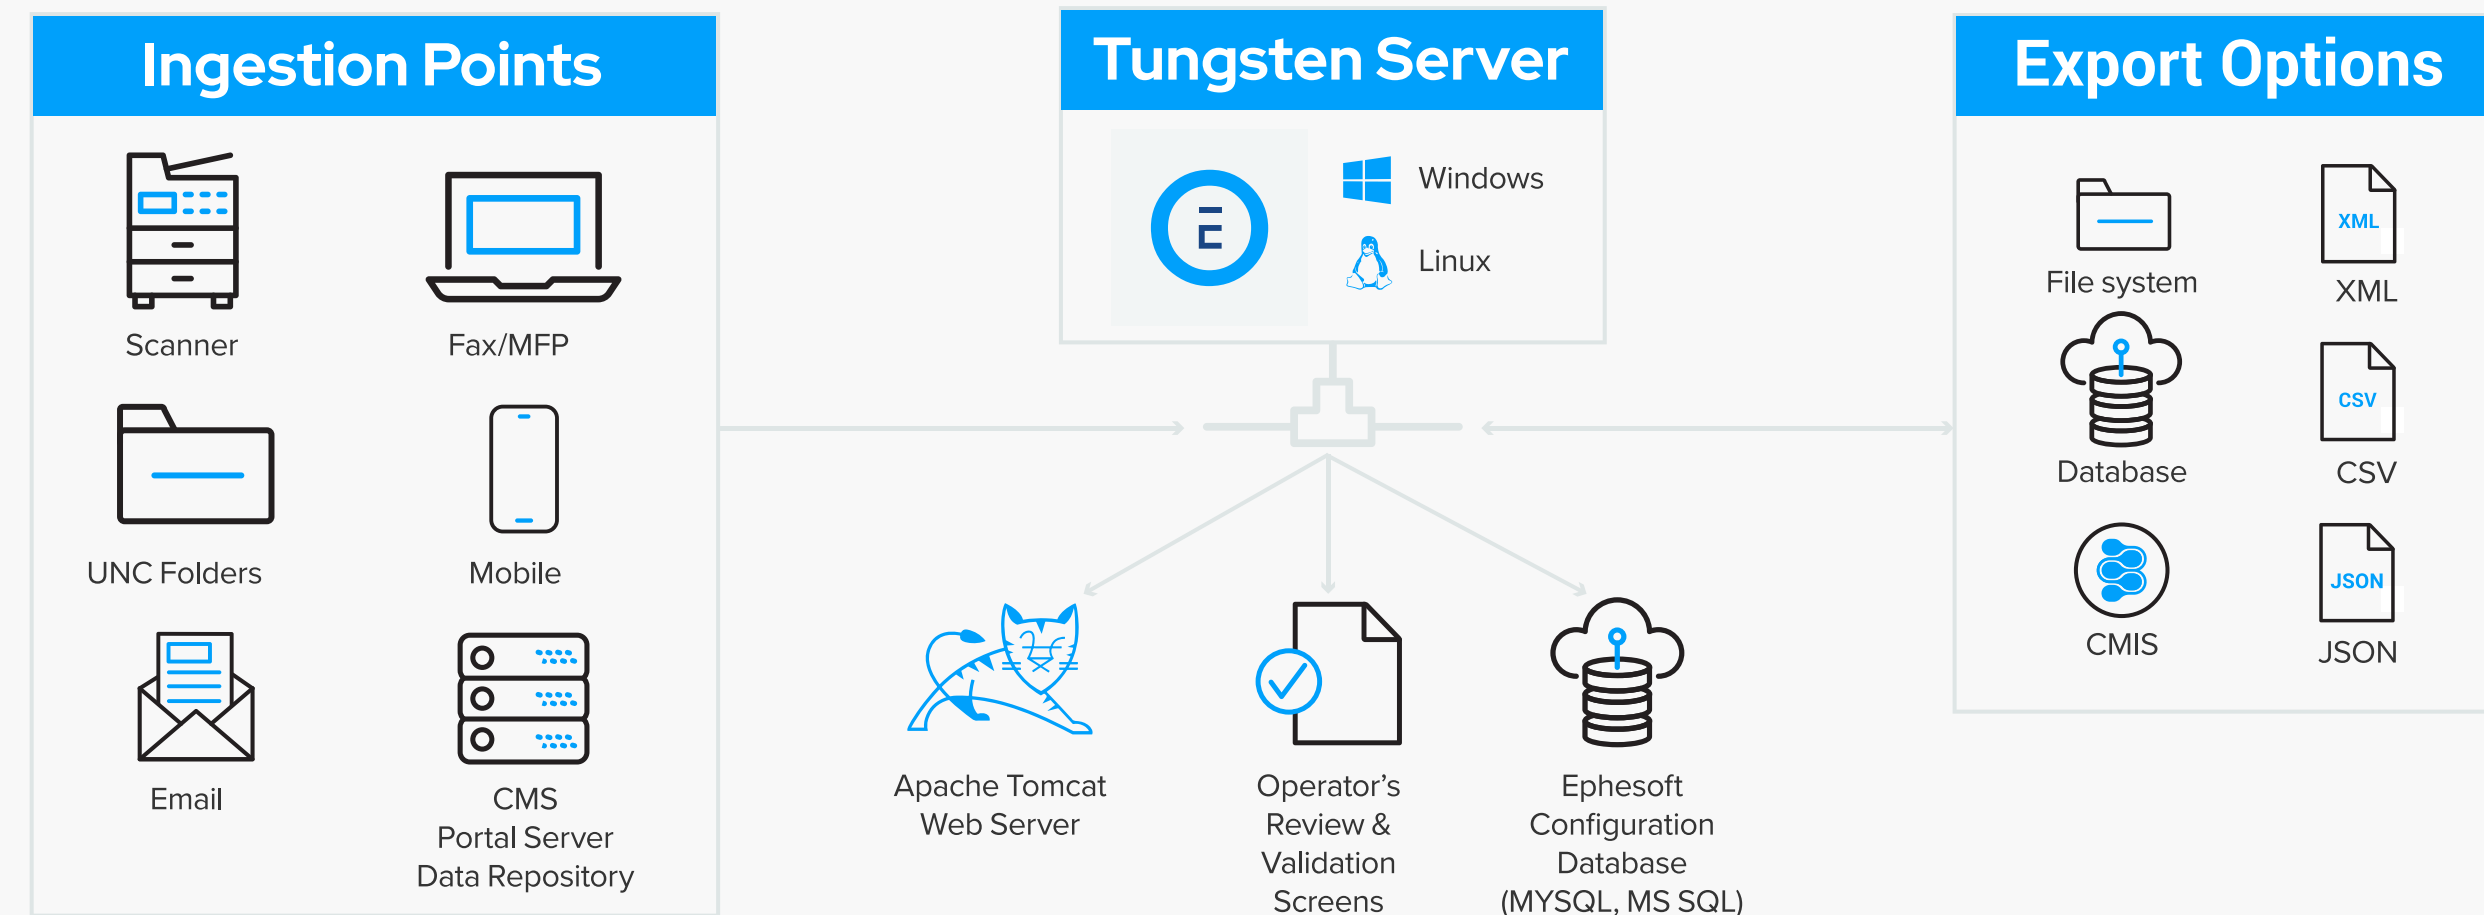 Ingestion Points
Scanner
Fax/MFP
UNC Folders
Mobile
Email
CMS
Portal Server
Data Repository
Tungsten Server
E
Windows
Linux
Apache Tomcat
Web Server
Operator’s
Review &
Validation
Screens
Ephesoft
Configuration
Database
(MYSQL, MS SQL)
Export Options
File system
XML
XML
Database
CSV
CSV
CMIS
JSON
JSON